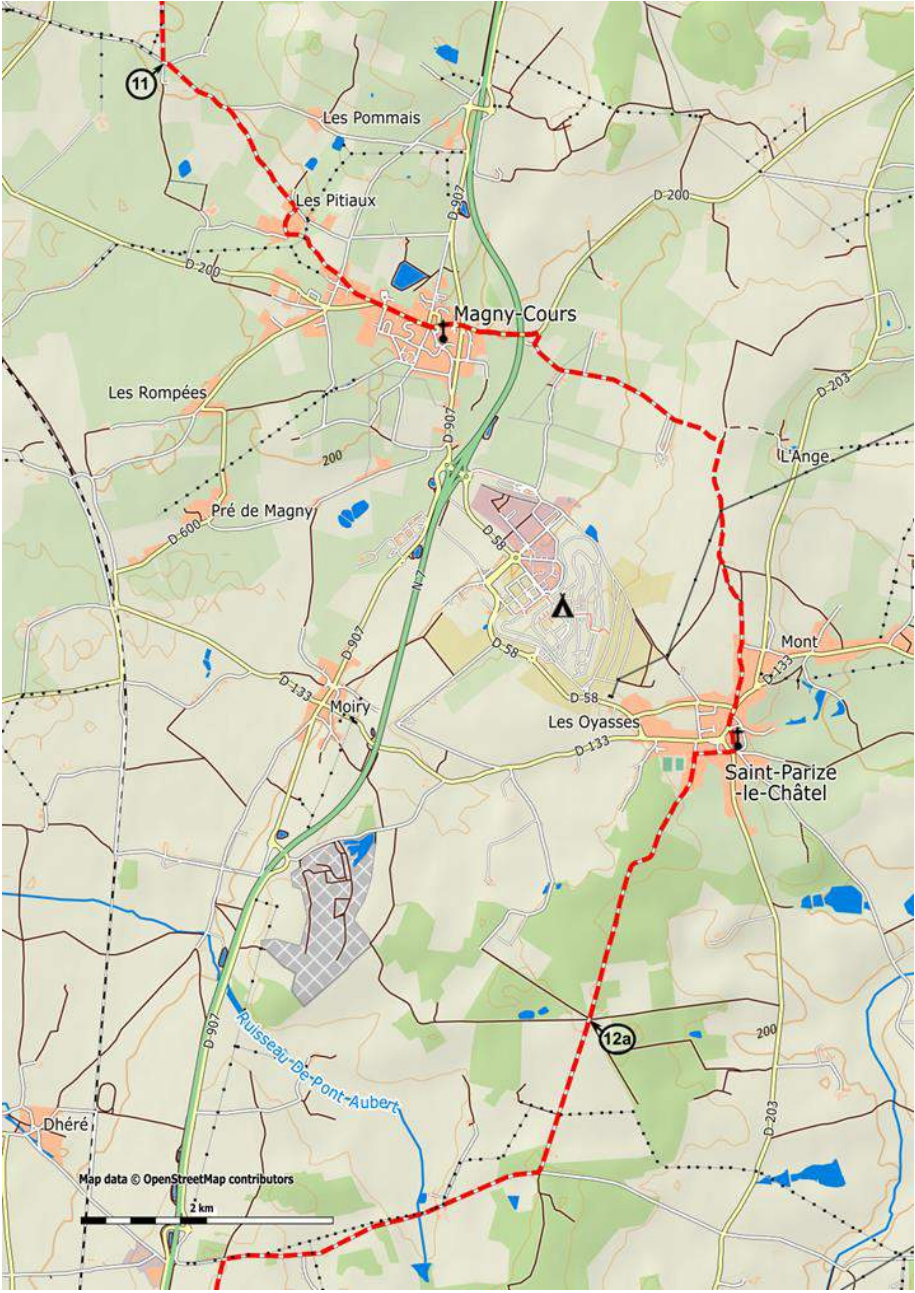 11
Les Pommais
D 907
D 200
Les Pitiaux
D 200
Magny-Cours
D-203
Les Rompées
D 907
L'Ange
200
Pré de Magny
D-600
D-58
N 7
D 907
D-58
Mont
D-133
D-133
D-58
Moiry
Les Oyasses
D-133
Saint-Parize
-le-Châtel
12a
200
D 907
Ruisseau-De-Pont-Aubert
D-203
Dhéré
Map data © OpenStreetMap contributors
2 km